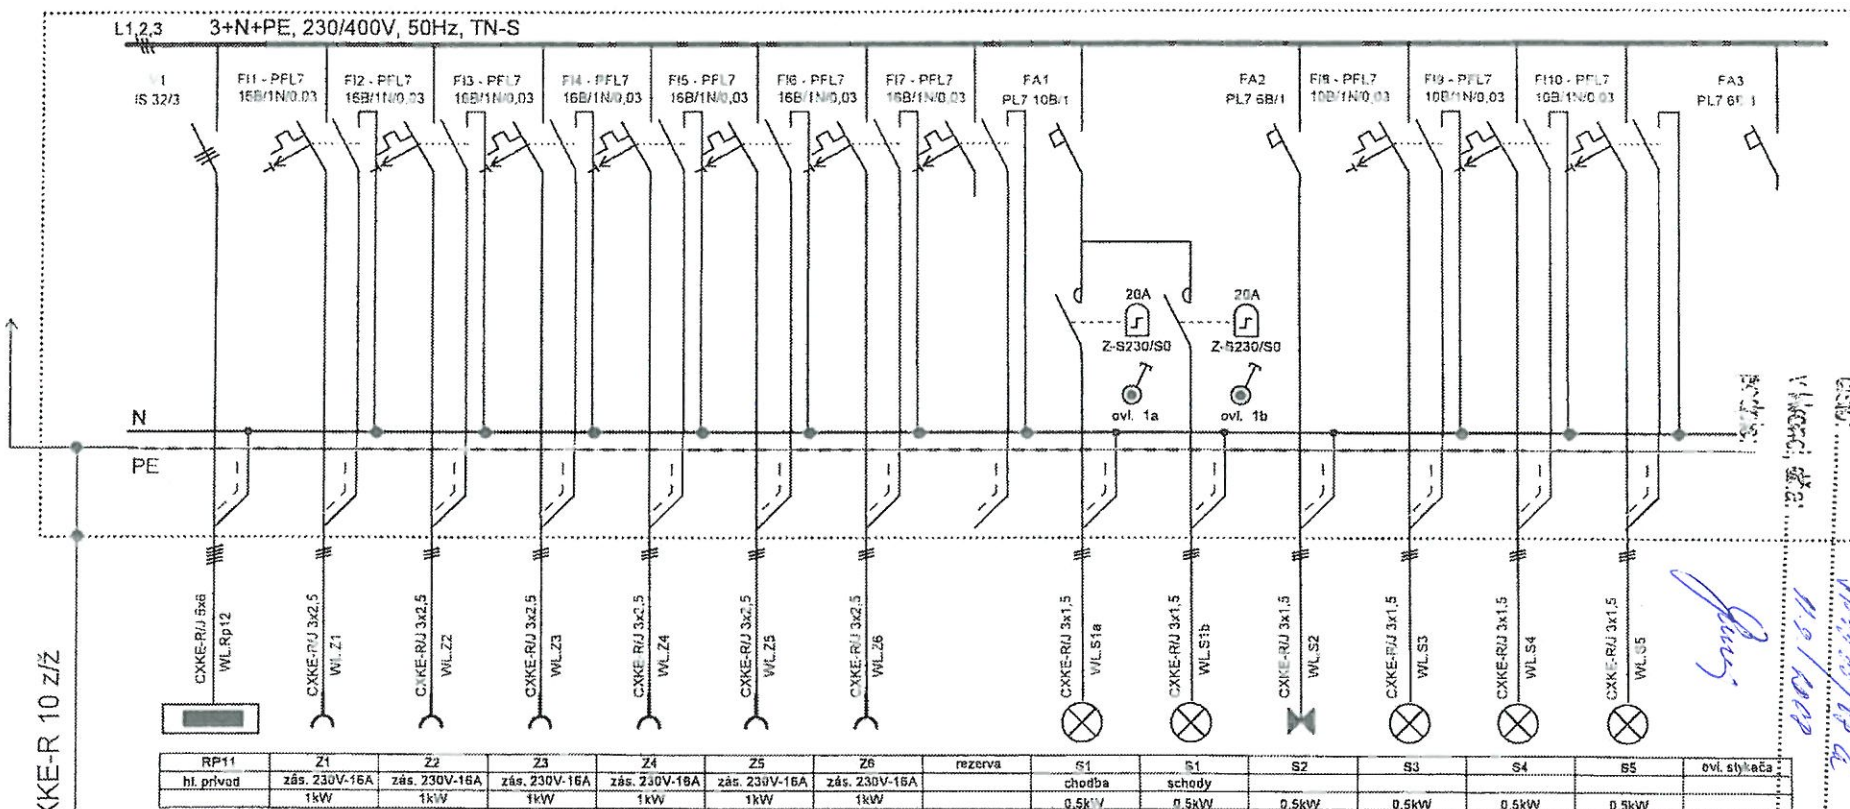 L1,2,3 3+N+PE, 230/400V, 50Hz, TN-S
IS 32/3
FI1 - PFL7
16B/1N/0,03
FI2 - PFL7
16B/1N/0,03
FI3 - PFL7
16B/1N/0,03
FI4 - PFL7
16B/1N/0,03
FI5 - PFL7
16B/1N/0,03
FI6 - PFL7
16B/1N/0,03
FI7 - PFL7
16B/1N/0,03
FA1
PL7 10B/1
FA2
PL7 6B/1
FI8 - PFL7
10B/1N/0,03
FI9 - PFL7
10B/1N/0,03
FI10 - PFL7
10B/1N/0,03
FA3
PL7 6B/1
20A
Z-S230/S0
ovl. 1a
20A
Z-S230/S0
ovl. 1b
N
PE
CXKE-R/J 5x6
WL.Rp12
CXKE-R/J 3x2,5
WL.Z1
CXKE-R/J 3x2,5
WL.Z2
CXKE-R/J 3x2,5
WL.Z3
CXKE-R/J 3x2,5
WL.Z4
CXKE-R/J 3x2,5
WL.Z5
CXKE-R/J 3x2,5
WL.Z6
CXKE-R/J 3x1,5
WL.S1a
CXKE-R/J 3x1,5
WL.S1b
CXKE-R/J 3x1,5
WL.S2
CXKE-R/J 3x1,5
WL.S3
CXKE-R/J 3x1,5
WL.S4
CXKE-R/J 3x1,5
WL.S5
XKE-R 10 z/ž
RP11 Z1 Z2 Z3 Z4 Z5 Z6 rezerva S1 S1 S2 S3 S4 S5 ovl. stykača
hl. prívod zás. 230V-16A zás. 230V-16A zás. 230V-16A zás. 230V-16A zás. 230V-16A zás. 230V-16A chodba schody
1kW 1kW 1kW 1kW 1kW 1kW 0,5kW 0,5kW 0,5kW 0,5kW 0,5kW 0,5kW